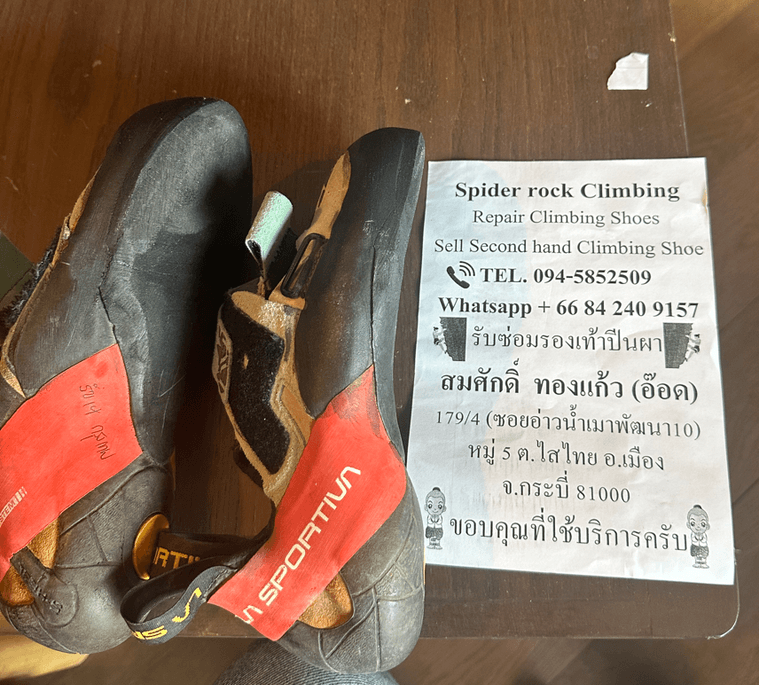 Spider rock Climbing
Repair Climbing Shoes
Sell Second hand Climbing Shoe
TEL. 094-5852509
Whatsapp + 66 84 240 9157
รับซ่อมรองเท้าปีนผา
สมศักดิ์ ทองแก้ว (อ๊อด)
179/4 (ซอยอ่าวน้ำเมาพัฒนา10)
หมู่ 5 ต.ไสไทย อ.เมือง
จ.กระบี่ 81000
ขอบคุณที่ใช้บริการครับ
SPORTIVA